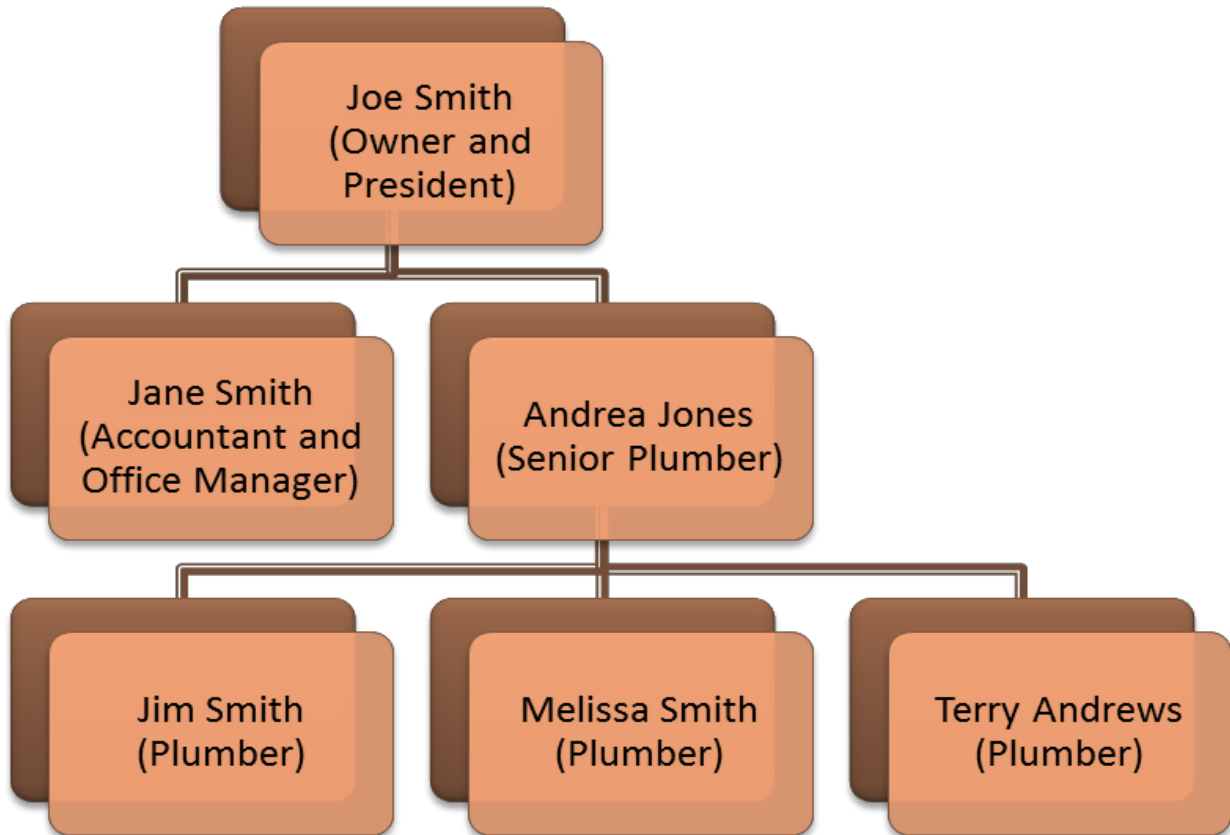 Joe Smith
(Owner and
President)
Jane Smith
(Accountant and
Office Manager)
Andrea Jones
(Senior Plumber)
Jim Smith
(Plumber)
Melissa Smith
(Plumber)
Terry Andrews
(Plumber)